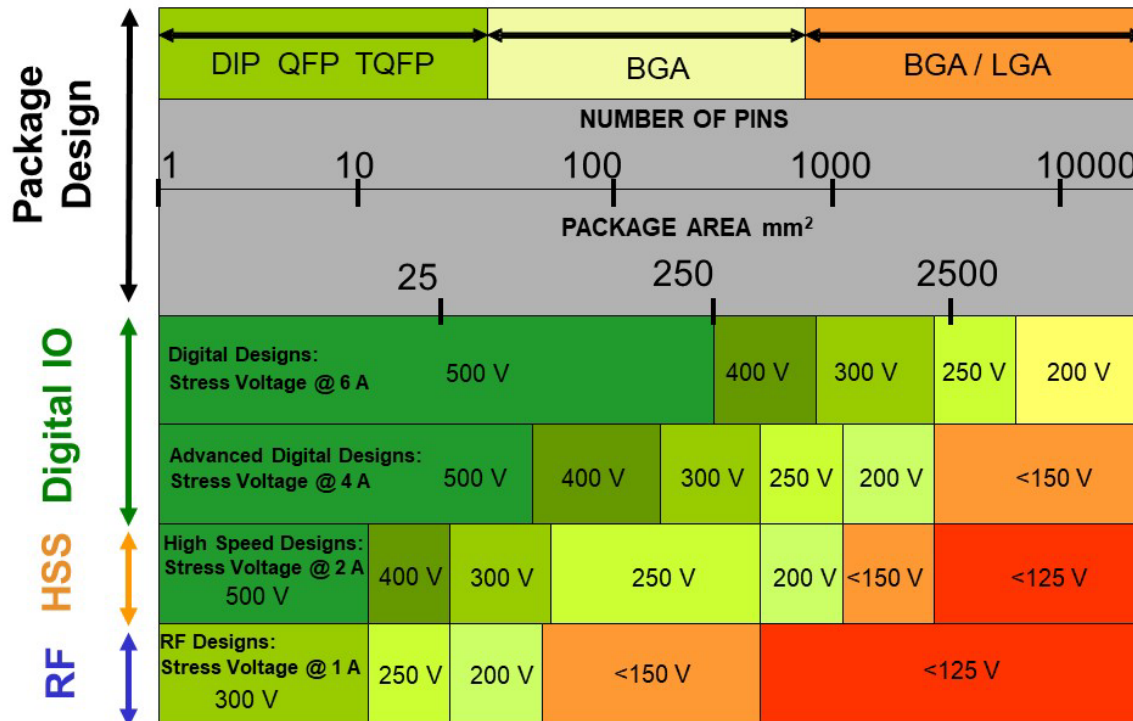 Package
Design
DIP QFP TQFP
BGA
BGA / LGA
NUMBER OF PINS
1
10
100
1000
10000
PACKAGE AREA mm²
25
250
2500
Digital IO
Digital Designs:
Stress Voltage @ 6 A
500 V
400 V
300 V
250 V
200 V
Advanced Digital Designs:
Stress Voltage @ 4 A
500 V
400 V
300 V
250 V
200 V
<150 V
HSS
High Speed Designs:
Stress Voltage @ 2 A
500 V
400 V
300 V
250 V
200 V
<150 V
<125 V
RF
RF Designs:
Stress Voltage @ 1 A
300 V
250 V
200 V
<150 V
<125 V